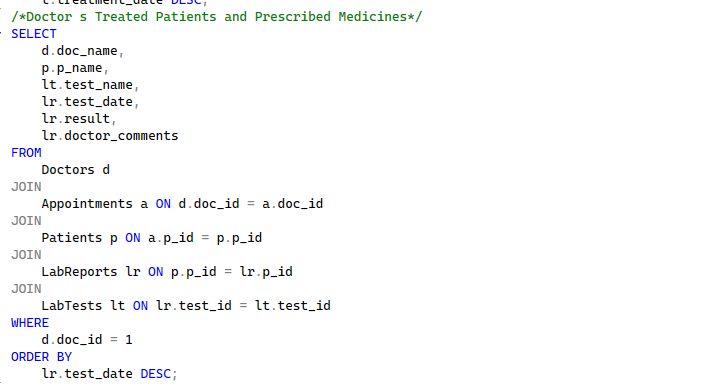 t.treatment_date DESC;
/*Doctor s Treated Patients and Prescribed Medicines*/
SELECT
    d.doc_name,
    p.p_name,
    lt.test_name,
    lr.test_date,
    lr.result,
    lr.doctor_comments
FROM
    Doctors d
JOIN
    Appointments a ON d.doc_id = a.doc_id
JOIN
    Patients p ON a.p_id = p.p_id
JOIN
    LabReports lr ON p.p_id = lr.p_id
JOIN
    LabTests lt ON lr.test_id = lt.test_id
WHERE
    d.doc_id = 1
ORDER BY
    lr.test_date DESC;